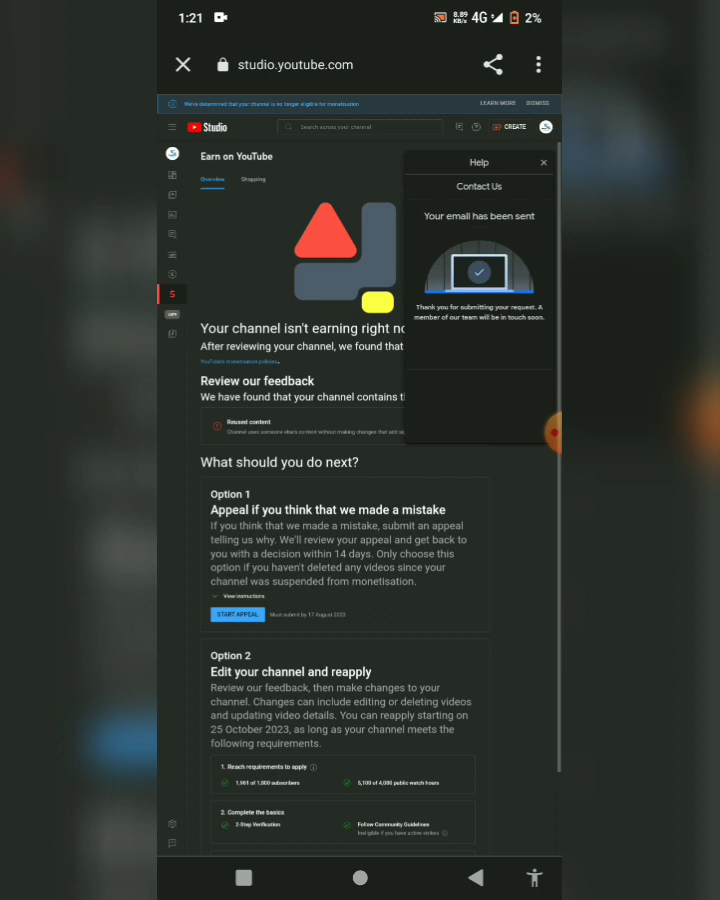 1:21
8.89 KB/s 4G 2%
studio.youtube.com
We've determined that your channel is no longer eligible for monetisation
LEARN MORE DISMISS
Studio
Search across your channel
CREATE
Earn on YouTube
Overview Shopping
Help
Contact Us
Your email has been sent
Thank you for submitting your request. A
member of our team will be in touch soon.
Your channel isn't earning right no
After reviewing your channel, we found that
YouTube's monetisation policies.
Review our feedback
We have found that your channel contains t
Reused content
Channel uses someone else's content without making changes that add
What should you do next?
Option 1
Appeal if you think that we made a mistake
If you think that we made a mistake, submit an appeal
telling us why. We'll review your appeal and get back to
you with a decision within 14 days. Only choose this
option if you haven't deleted any videos since your
channel was suspended from monetisation.
View instructions
START APPEAL Must submit by 17 August 2023
Option 2
Edit your channel and reapply
Review our feedback, then make changes to your
channel. Changes can include editing or deleting videos
and updating video details. You can reapply starting on
25 October 2023, as long as your channel meets the
following requirements.
1. Reach requirements to apply
1,961 of 1,000 subscribers 5,100 of 4,000 public watch hours
2. Complete the basics
2-Step Verification Follow Community Guidelines
Ineligible if you have active strikes